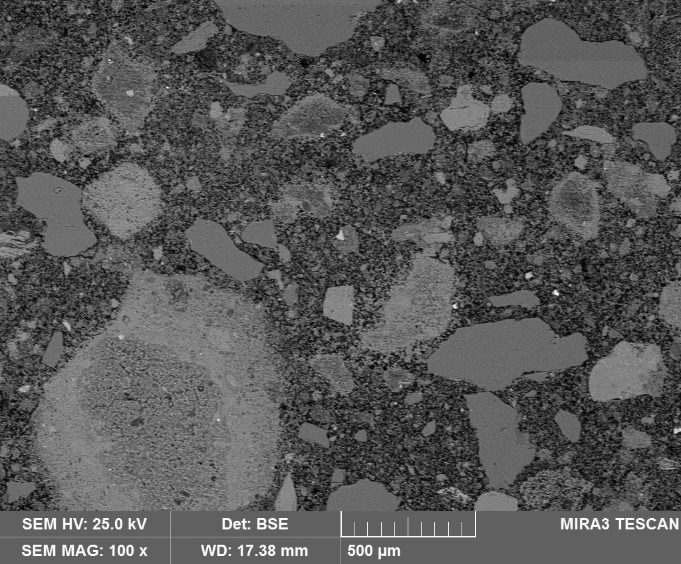 SEM HV: 25.0 kV
Det: BSE
MIRA3 TESCAN
SEM MAG: 100 x
WD: 17.38 mm
500 µm